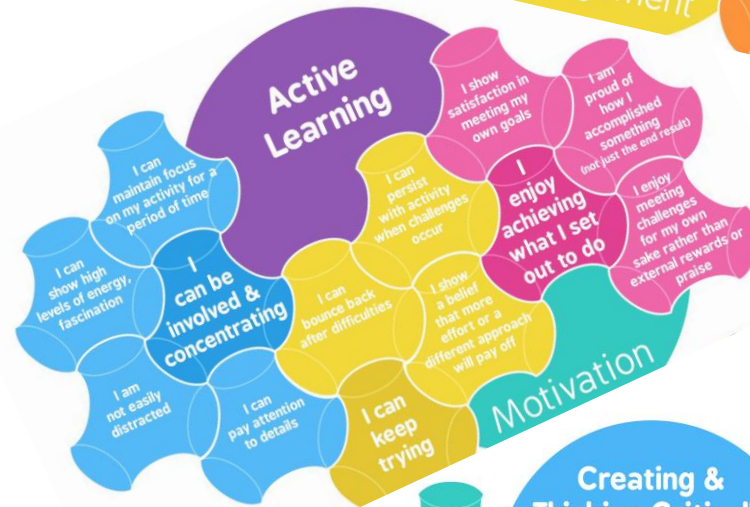 Active
Learning
I show
satisfaction in
meeting my
own goals
I am
proud of
how I
accomplished
something
(not just the end result)
I can
maintain focus
on my activity for a
period of time
I can
persist
with activity
when challenges
occur
I
enjoy
achieving
what I set
out to do
I enjoy
meeting
challenges
for my own
sake rather than
external rewards or
praise
I can
show high
levels of energy,
fascination
I
can be
involved &
concentrating
I can
bounce back
after difficulties
I show
a belief
that more
effort or a
different approach
will pay off
I am
not easily
distracted
I can
pay attention
to details
I can
keep
trying
Motivation
Creating &